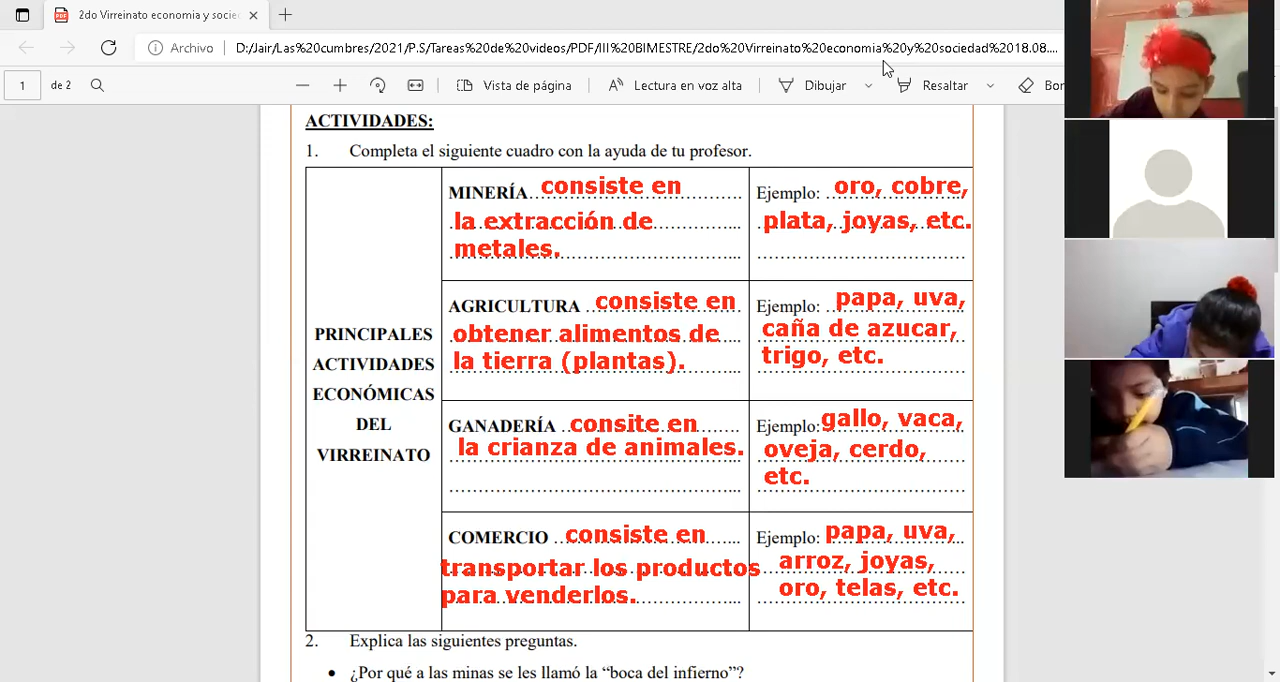 2do Virreinato economia y socie
Archivo
D:/Jair/Las%20cumbres/2021/P.S/Tareas%20de%20videos/PDF/III%20BIMESTRE/2do%20Virreinato%20economia%20y%20sociedad%2018.08....
1 de 2
Vista de página
Lectura en voz alta
Dibujar
Resaltar
Bor
ACTIVIDADES:
1. Completa el siguiente cuadro con la ayuda de tu profesor.
PRINCIPALES
ACTIVIDADES
ECONÓMICAS
DEL
VIRREINATO
MINERÍA consiste en
la extracción de
metales.
Ejemplo: oro, cobre,
plata, joyas, etc.
AGRICULTURA consiste en
obtener alimentos de
la tierra (plantas).
Ejemplo: papa, uva,
caña de azucar,
trigo, etc.
GANADERÍA consite en
la crianza de animales.
Ejemplo: gallo, vaca,
oveja, cerdo,
etc.
COMERCIO consiste en
transportar los productos
para venderlos.
Ejemplo: papa, uva,
arroz, joyas,
oro, telas, etc.
2. Explica las siguientes preguntas.
• ¿Por qué a las minas se les llamó la “boca del infierno”?